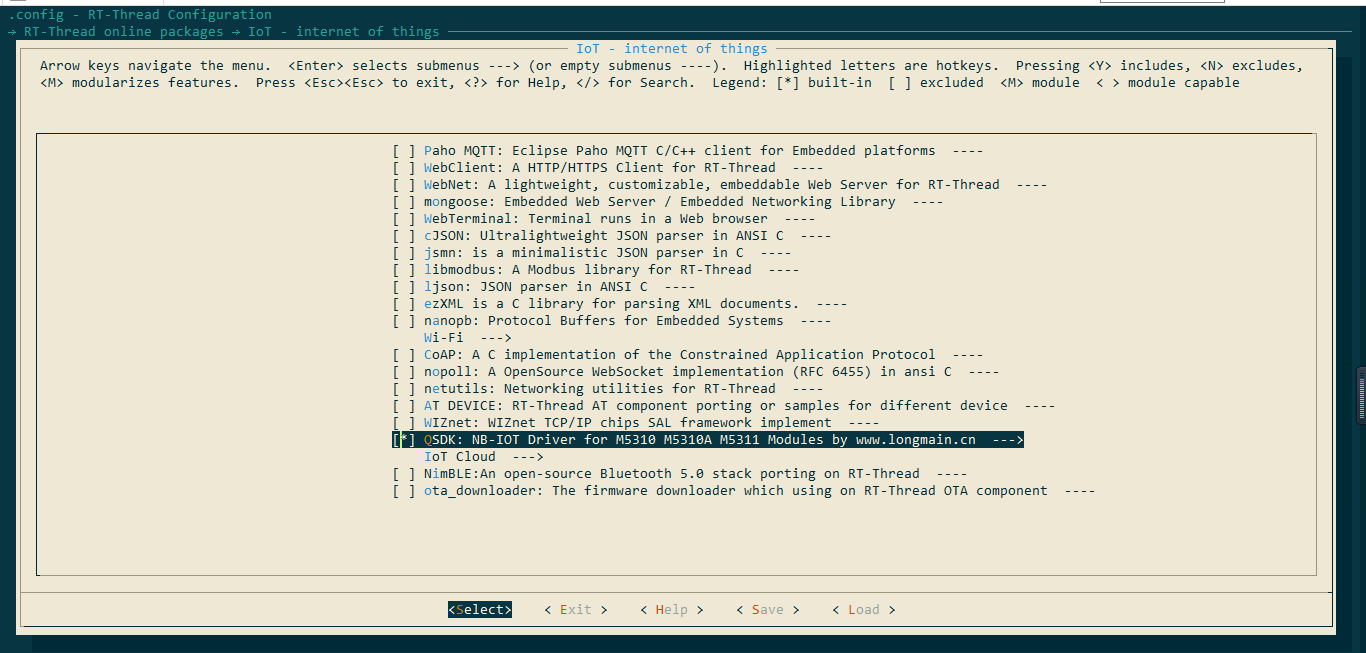 .config - RT-Thread Configuration
→ RT-Thread online packages → IoT - internet of things
IoT - internet of things
Arrow keys navigate the menu.  <Enter> selects submenus ---> (or empty submenus ----).  Highlighted letters are hotkeys.  Pressing <Y> includes, <N> excludes,
<M> modularizes features.  Press <Esc><Esc> to exit, <?> for Help, </> for Search.  Legend: [*] built-in  [ ] excluded  <M> module  < > module capable
[ ] Paho MQTT: Eclipse Paho MQTT C/C++ client for Embedded platforms  ----
[ ] WebClient: A HTTP/HTTPS Client for RT-Thread  ----
[ ] WebNet: A lightweight, customizable, embeddable Web Server for RT-Thread  ----
[ ] mongoose: Embedded Web Server / Embedded Networking Library  ----
[ ] WebTerminal: Terminal runs in a Web browser  ----
[ ] cJSON: Ultralightweight JSON parser in ANSI C  ----
[ ] jsmn: is a minimalistic JSON parser in C  ----
[ ] libmodbus: A Modbus library for RT-Thread  ----
[ ] ljson: JSON parser in ANSI C  ----
[ ] ezXML is a C library for parsing XML documents.  ----
[ ] nanopb: Protocol Buffers for Embedded Systems  ----
Wi-Fi  --->
[ ] CoAP: A C implementation of the Constrained Application Protocol  ----
[ ] nopoll: A OpenSource WebSocket implementation (RFC 6455) in ansi C  ----
[ ] netutils: Networking utilities for RT-Thread  ----
[ ] AT DEVICE: RT-Thread AT component porting or samples for different device  ----
[ ] WIZnet: WIZnet TCP/IP chips SAL framework implement  ----
[*] QSDK: NB-IOT Driver for M5310 M5310A M5311 Modules by www.longmain.cn  --->
IoT Cloud  --->
[ ] NimBLE:An open-source Bluetooth 5.0 stack porting on RT-Thread  ----
[ ] ota_downloader: The firmware downloader which using on RT-Thread OTA component  ----
<Select>    < Exit >    < Help >    < Save >    < Load >